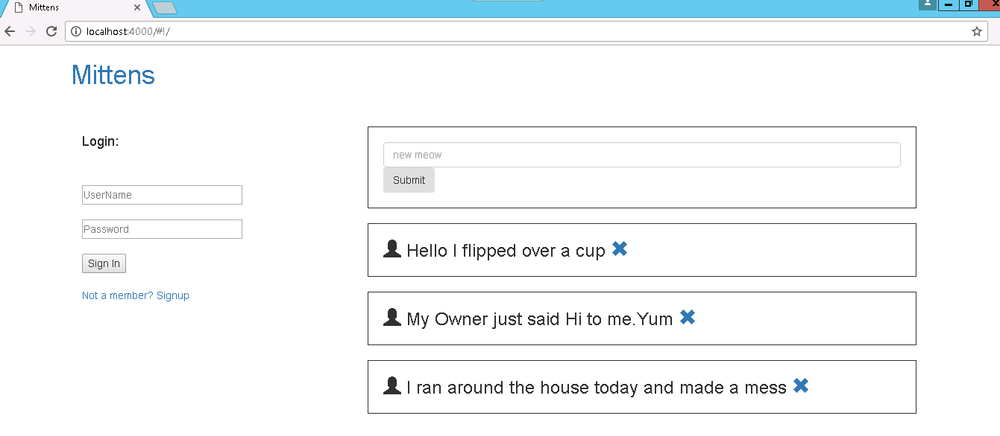 Mittens
localhost:4000/#!/
Mittens
Login:
UserName
Password
Sign In
Not a member? Signup
new meow
Submit
Hello I flipped over a cup
My Owner just said Hi to me.Yum
I ran around the house today and made a mess